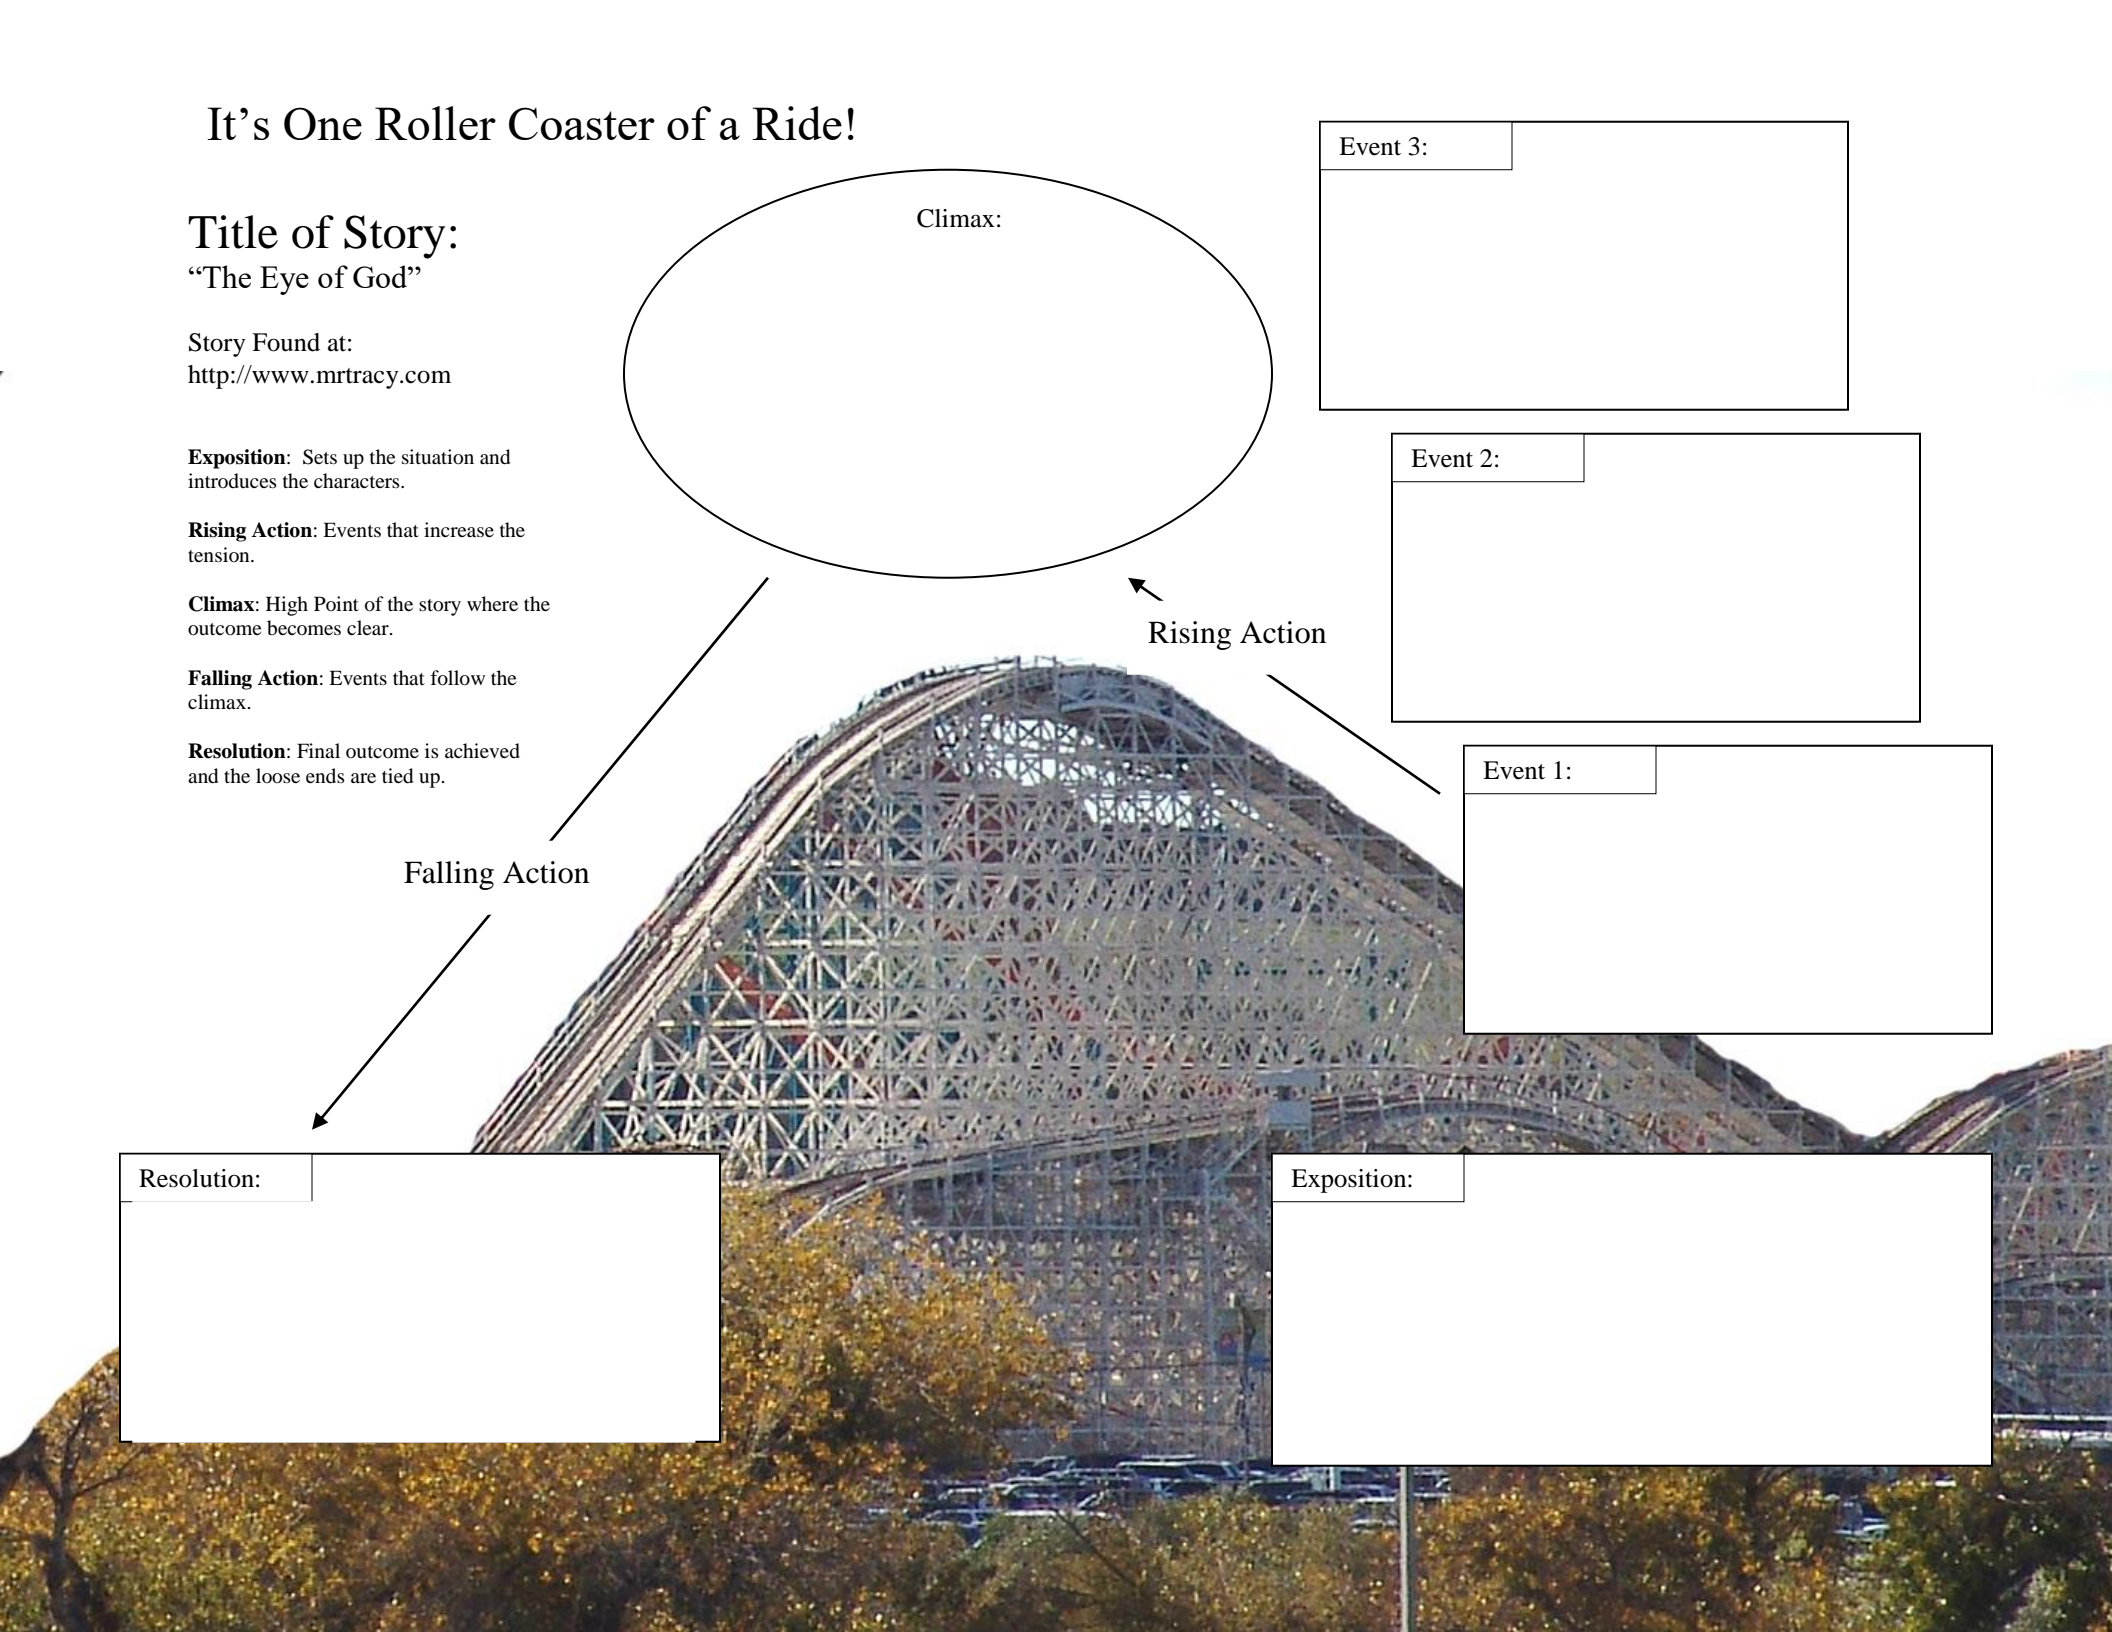 It’s One Roller Coaster of a Ride!
Title of Story:
“The Eye of God”
Story Found at:
http://www.mrtracy.com
Exposition:  Sets up the situation and
introduces the characters.
Rising Action: Events that increase the
tension.
Climax: High Point of the story where the
outcome becomes clear.
Falling Action: Events that follow the
climax.
Resolution: Final outcome is achieved
and the loose ends are tied up.
Climax:
Event 3:
Event 2:
Rising Action
Event 1:
Falling Action
Resolution:
Exposition: